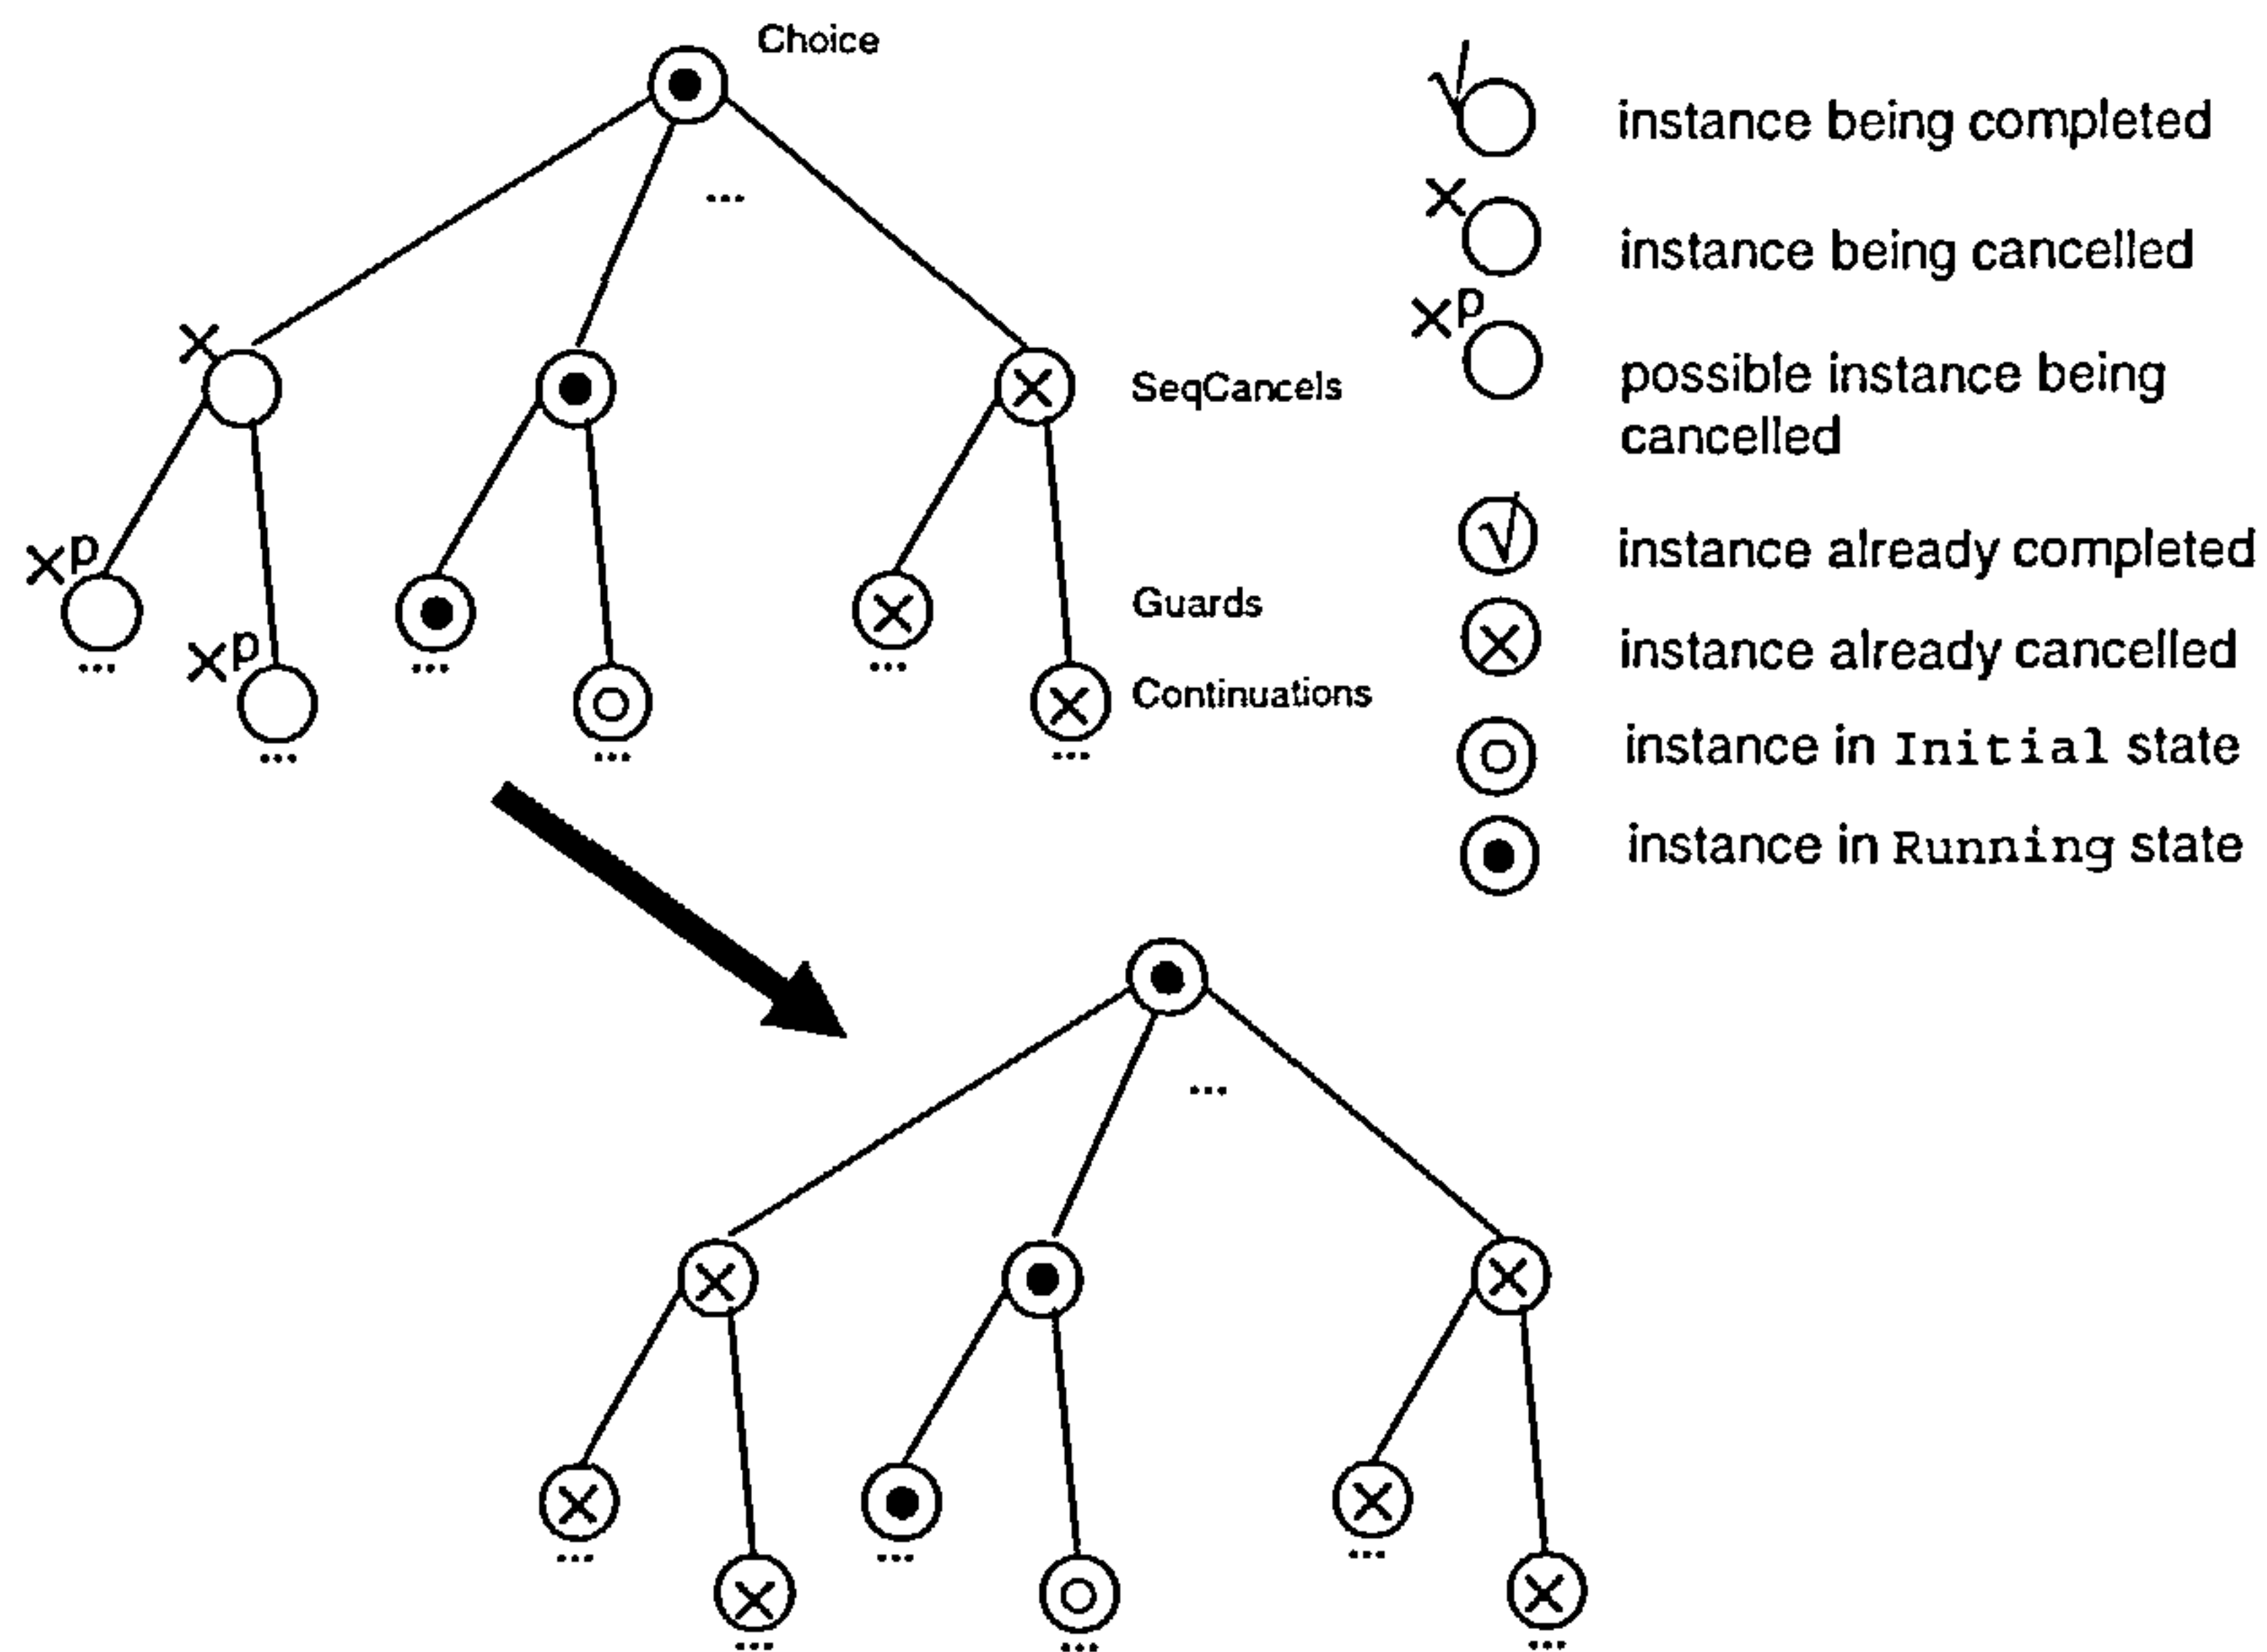 Choice
...
SeqCancels
p
Guards
...
...
...
p
Continuations
...
...
...
√ instance being completed
× instance being cancelled
×p possible instance being
cancelled
√ instance already completed
× instance already cancelled
instance in Initial state
instance in Running state
...
...
...
...
...
...
...